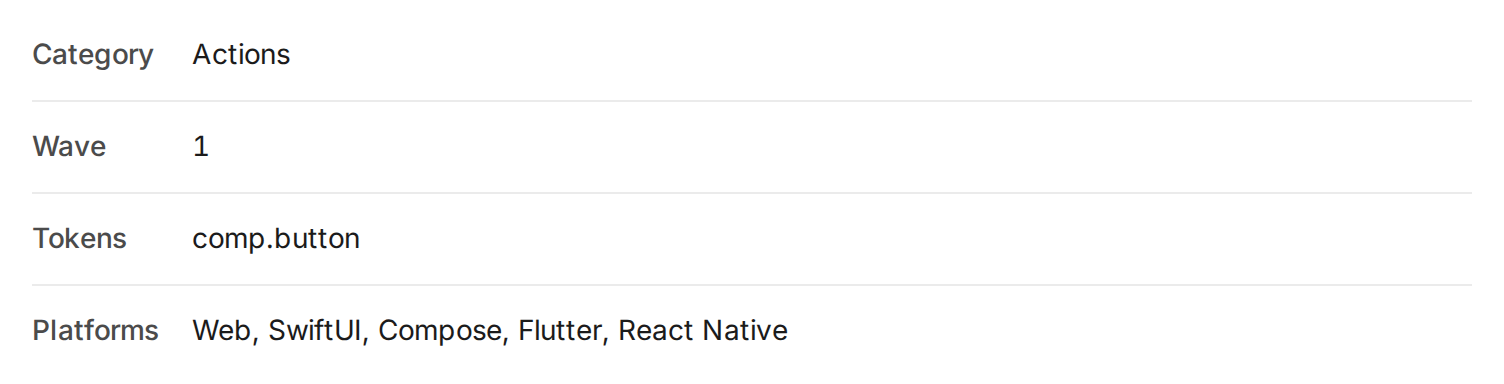 Category Actions
Wave 1
Tokens comp.button
Platforms Web, SwiftUI, Compose, Flutter, React Native